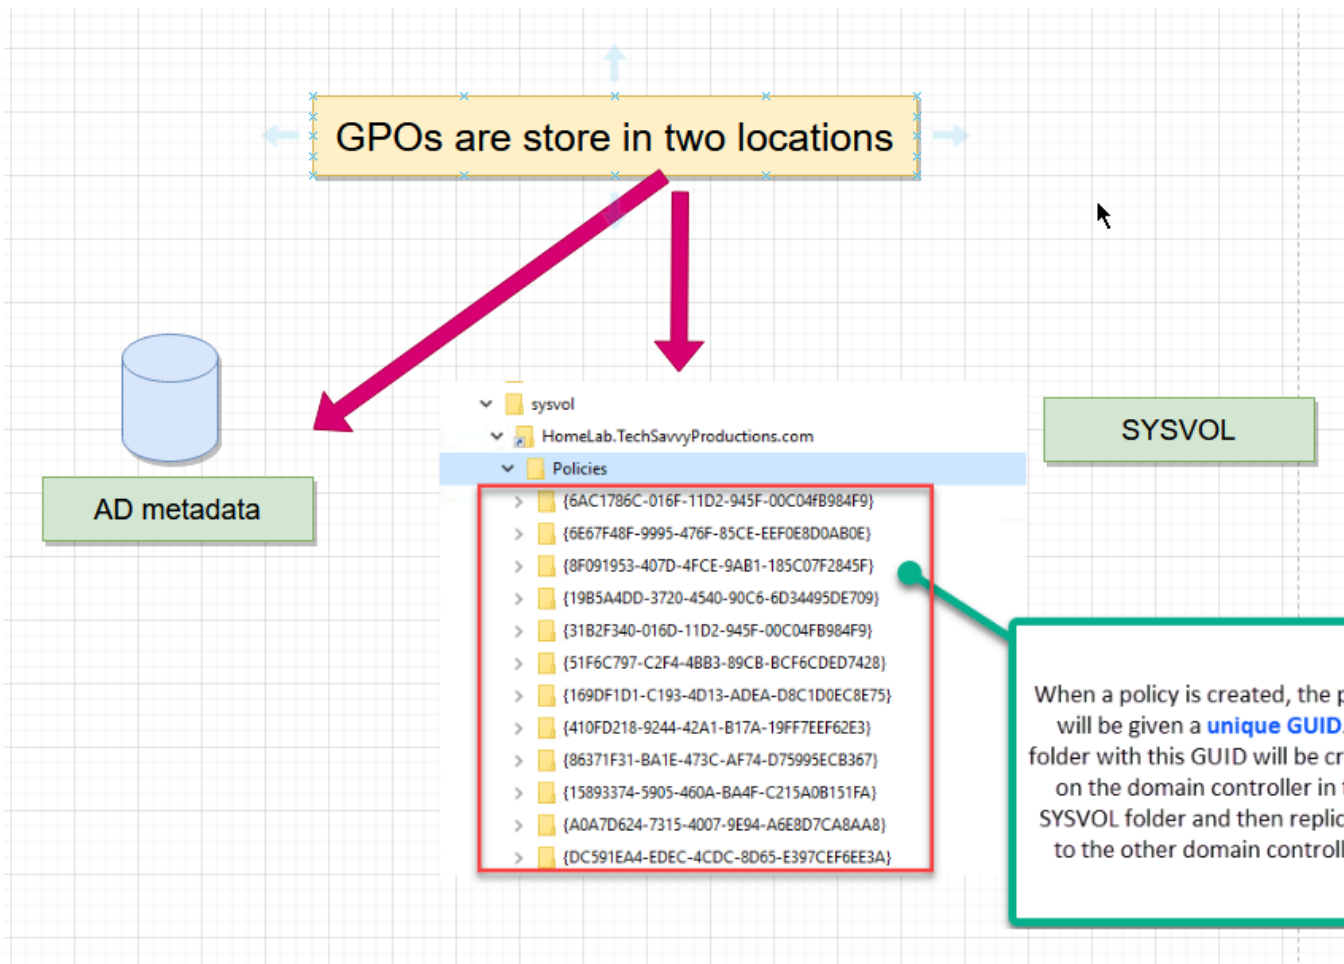 GPOs are store in two locations
AD metadata
sysvol
HomeLab.TechSavvyProductions.com
Policies
{6AC1786C-016F-11D2-945F-00C04fB984F9}
{6E67F48F-9995-476F-85CE-EEF0E8D0AB0E}
{8F091953-407D-4FCE-9AB1-185C07F2845F}
{19B5A4DD-3720-4540-90C6-6D34495DE709}
{31B2F340-016D-11D2-945F-00C04FB984F9}
{51F6C797-C2F4-4BB3-89CB-BCF6CDED7428}
{169DF1D1-C193-4D13-ADEA-D8C1D0EC8E75}
{410FD218-9244-42A1-B17A-19FF7EEF62E3}
{86371F31-BA1E-473C-AF74-D75995ECB367}
{15893374-5905-460A-BA4F-C215A0B151FA}
{A0A7D624-7315-4007-9E94-A6E8D7CA8AA8}
{DC591EA4-EDEC-4CDC-8D65-E397CEF6EE3A}
SYSVOL
When a policy is created, the
will be given a unique GUID.
folder with this GUID will be
on the domain controller in
SYSVOL folder and then
to the other domain